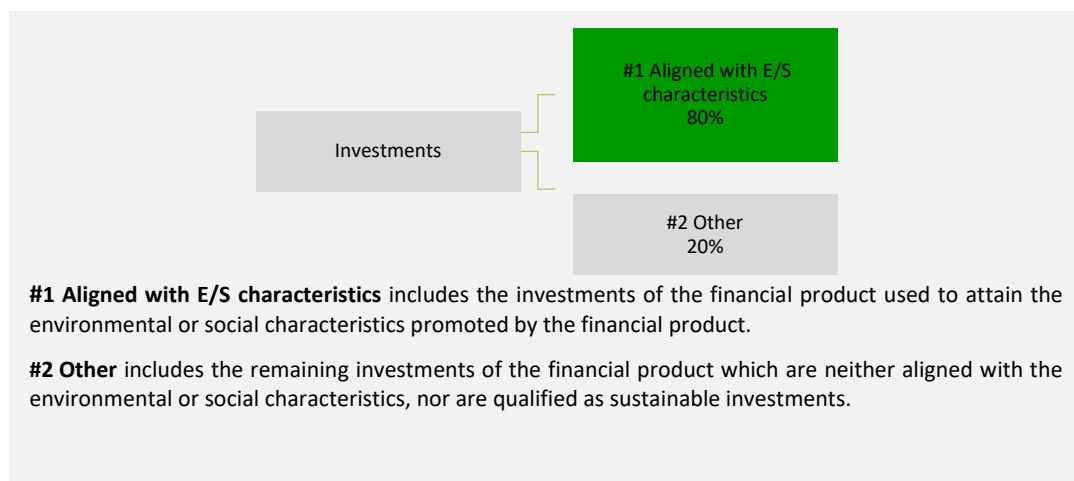 #1 Aligned with E/S
characteristics
80%
Investments
#2 Other
20%
#1 Aligned with E/S characteristics includes the investments of the financial product used to attain the
environmental or social characteristics promoted by the financial product.
#2 Other includes the remaining investments of the financial product which are neither aligned with the
environmental or social characteristics, nor are qualified as sustainable investments.